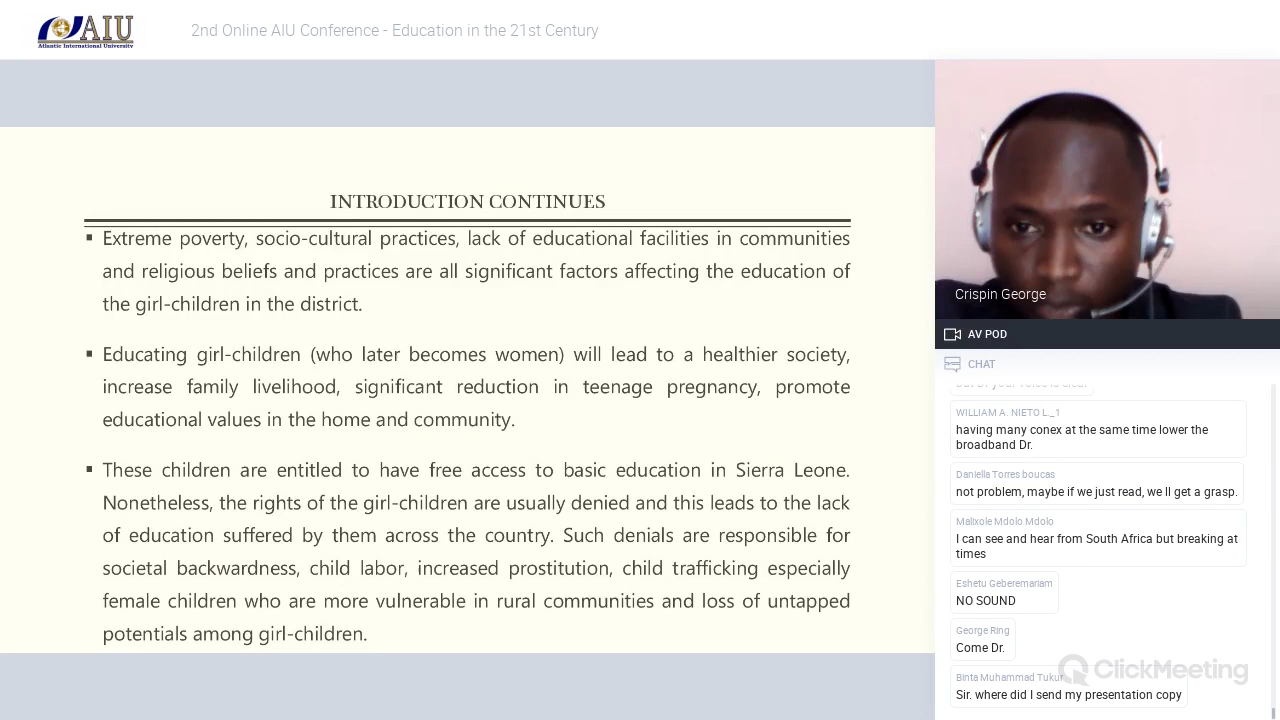 AIU
Atlantic International University
2nd Online AIU Conference - Education in the 21st Century
INTRODUCTION CONTINUES
▪ Extreme poverty, socio-cultural practices, lack of educational facilities in communities
and religious beliefs and practices are all significant factors affecting the education of
the girl-children in the district.
▪ Educating girl-children (who later becomes women) will lead to a healthier society,
increase family livelihood, significant reduction in teenage pregnancy, promote
educational values in the home and community.
▪ These children are entitled to have free access to basic education in Sierra Leone.
Nonetheless, the rights of the girl-children are usually denied and this leads to the lack
of education suffered by them across the country. Such denials are responsible for
societal backwardness, child labor, increased prostitution, child trafficking especially
female children who are more vulnerable in rural communities and loss of untapped
potentials among girl-children.
Crispin George
AV POD
CHAT
WILLIAM A. NIETO L._1
having many conex at the same time lower the
broadband Dr.
Daniella Torres boucas
not problem, maybe if we just read, we ll get a grasp.
Malixole Mdolo Mdolo
I can see and hear from South Africa but breaking at
times
Eshetu Geberemariam
NO SOUND
George Ring
Come Dr.
Binta Muhammad Tukur
Sir. where did I send my presentation copy
ClickMeeting